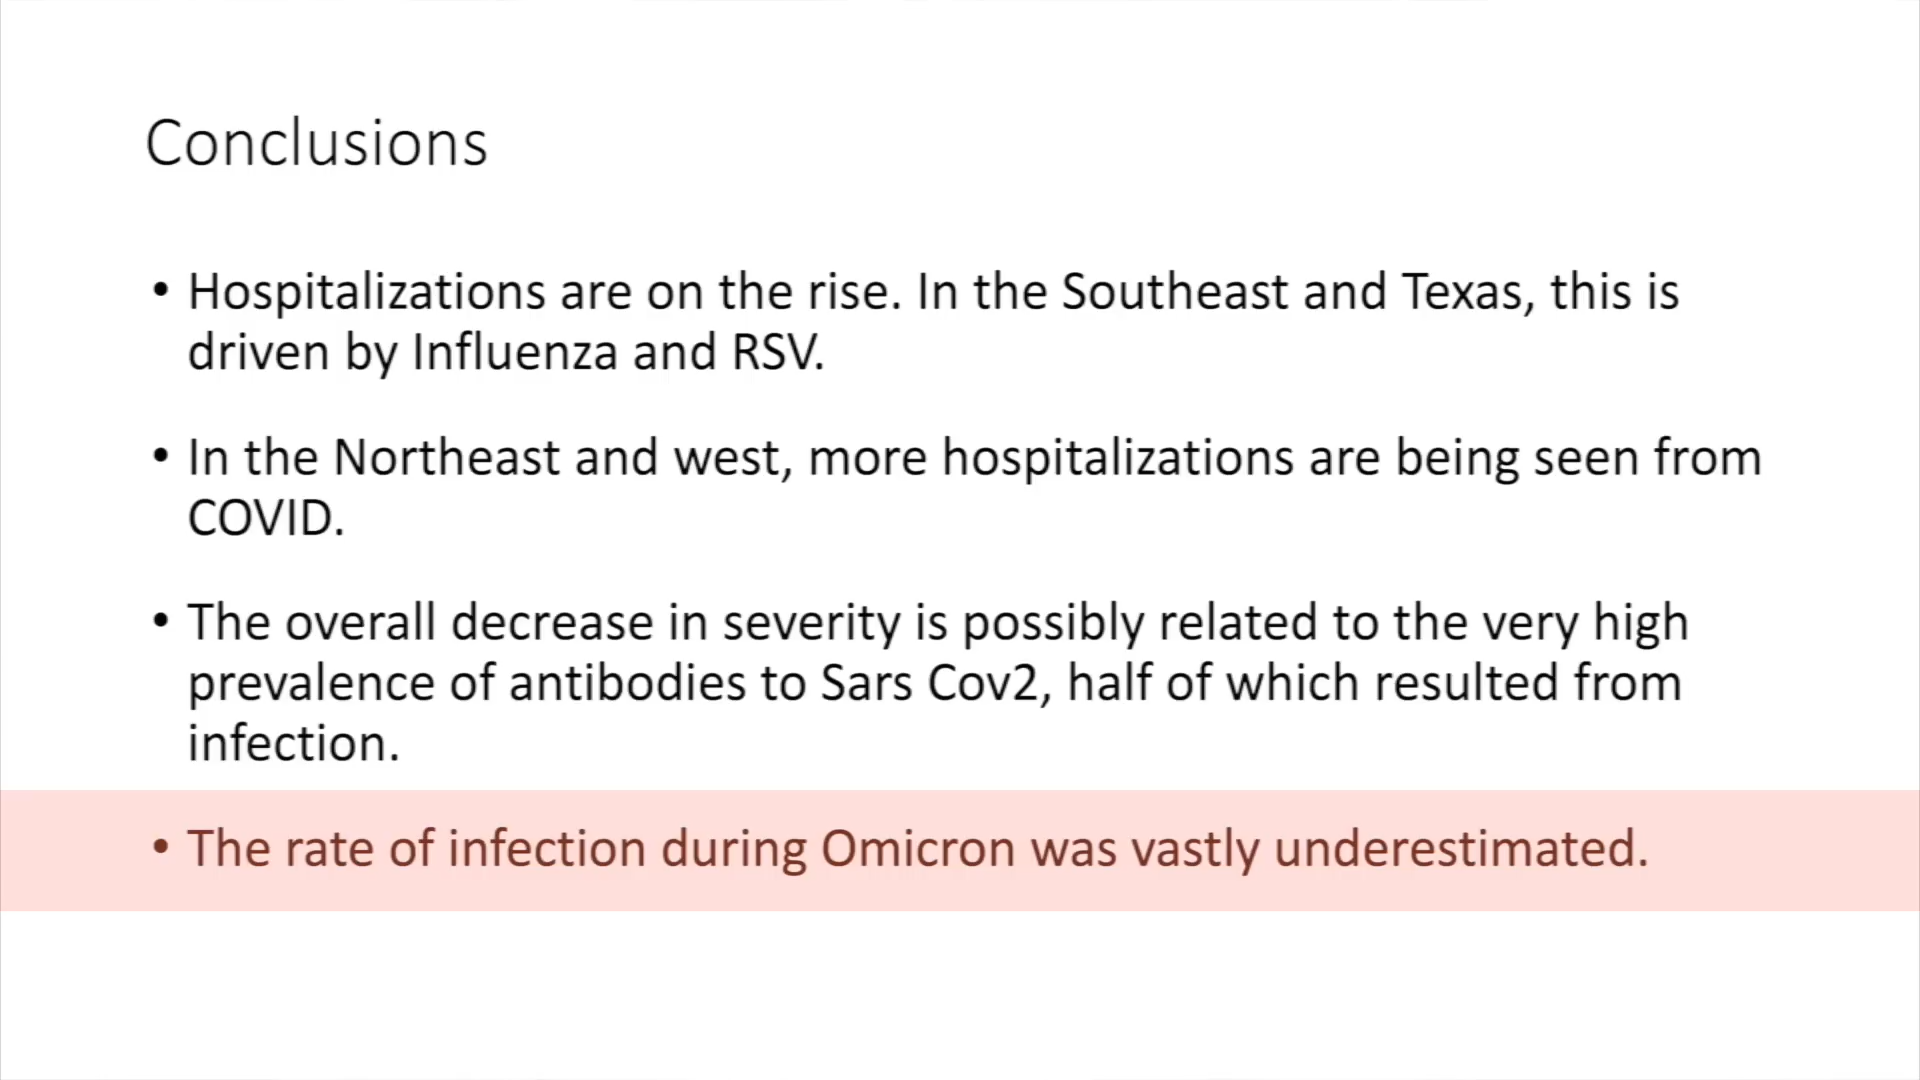 Conclusions
• Hospitalizations are on the rise. In the Southeast and Texas, this is
driven by Influenza and RSV.
• In the Northeast and west, more hospitalizations are being seen from
COVID.
• The overall decrease in severity is possibly related to the very high
prevalence of antibodies to Sars Cov2, half of which resulted from
infection.
• The rate of infection during Omicron was vastly underestimated.